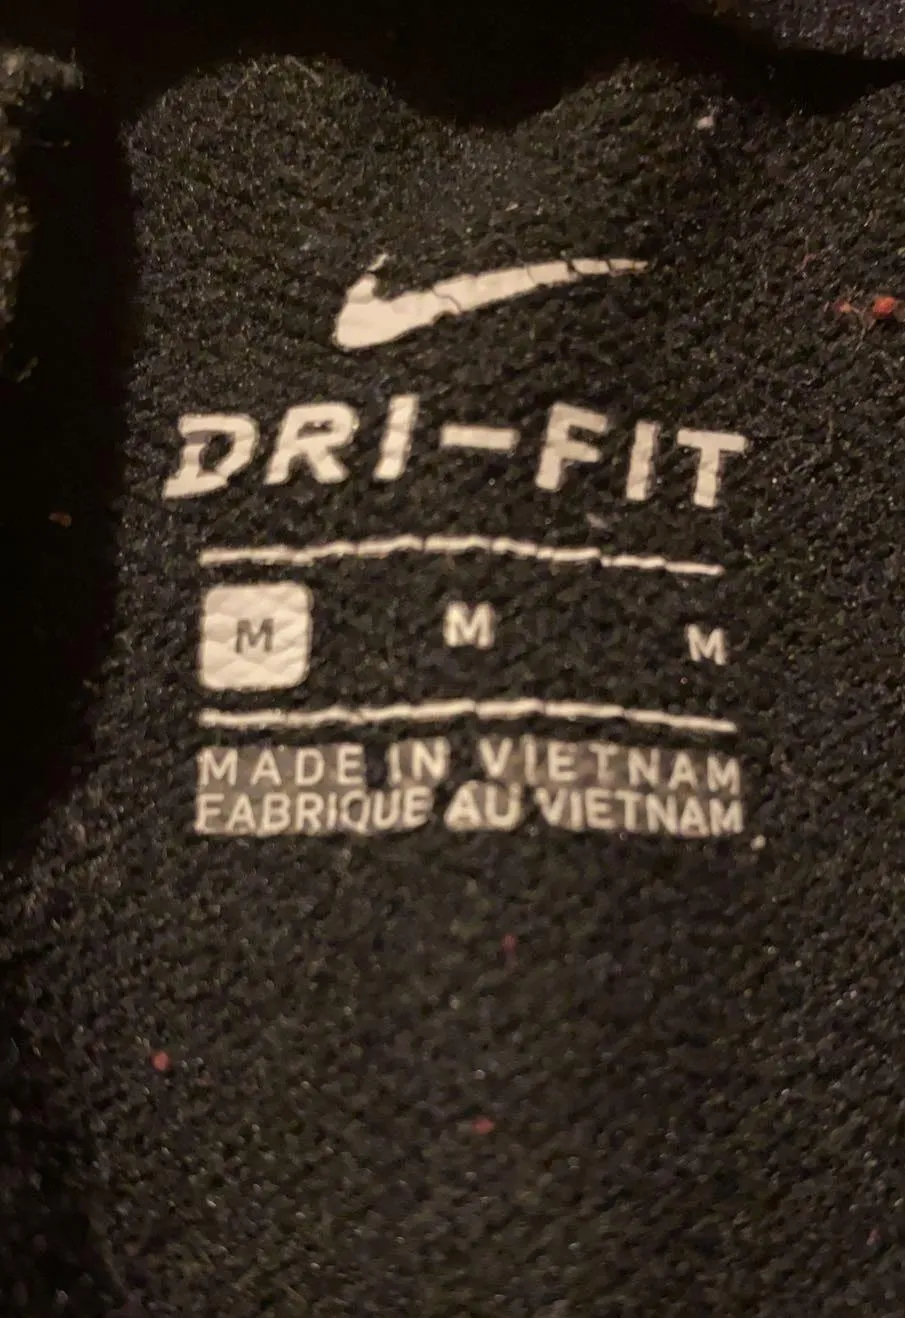 DRI-FIT
M M M
MADE IN VIETNAM
FABRIQUE AU VIETNAM